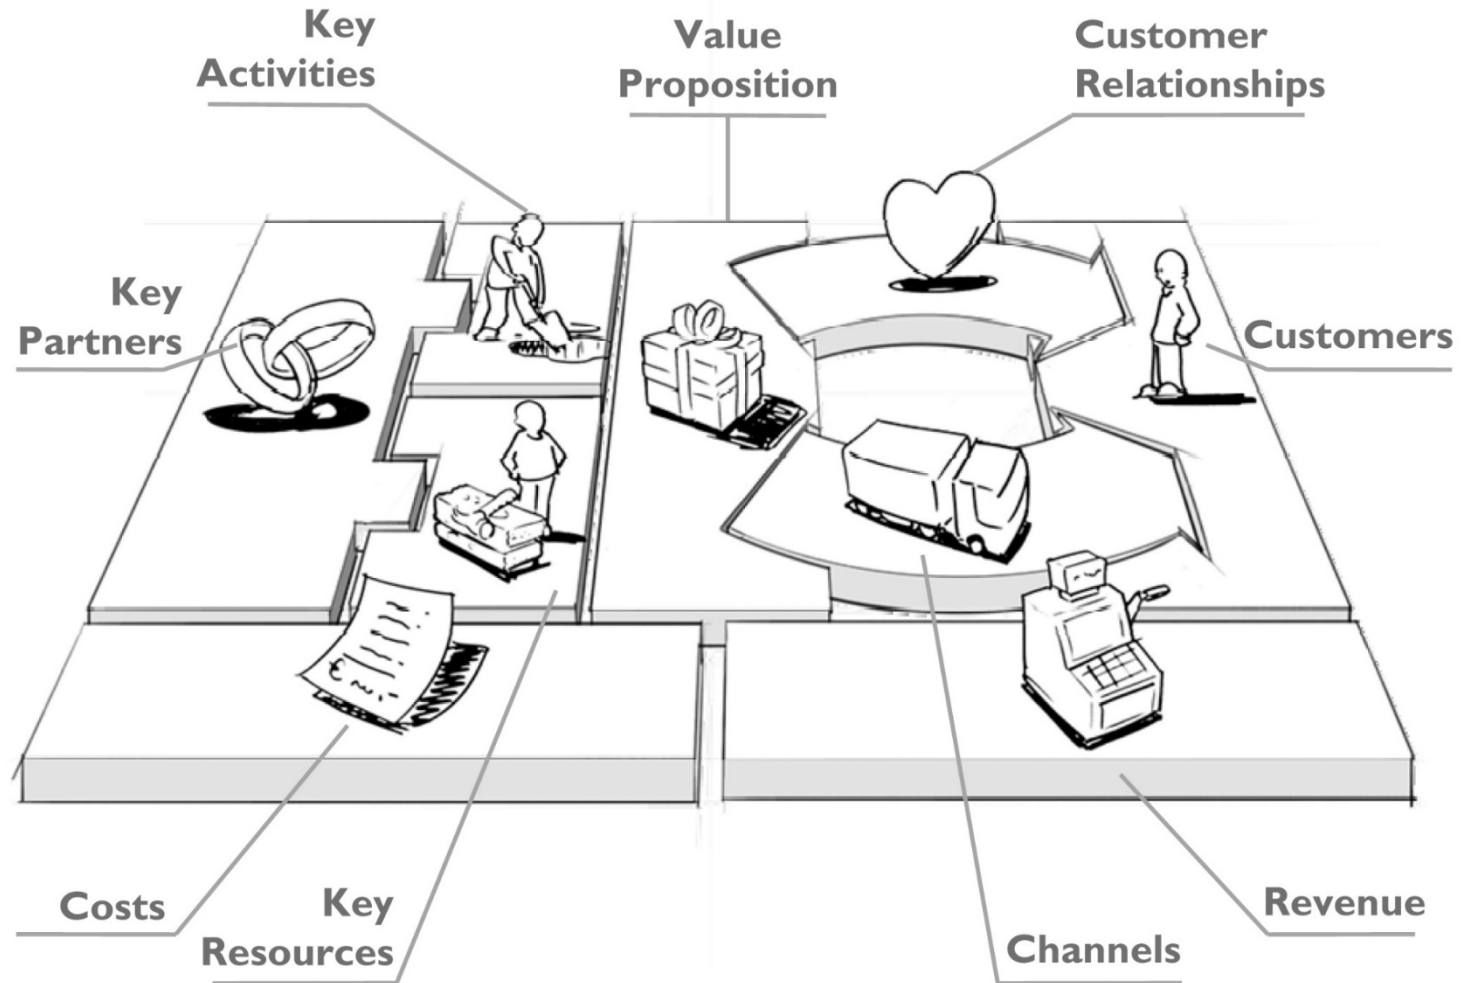 Key
Activities
Value
Proposition
Customer
Relationships
Key
Partners
Customers
Costs
Key
Resources
Channels
Revenue